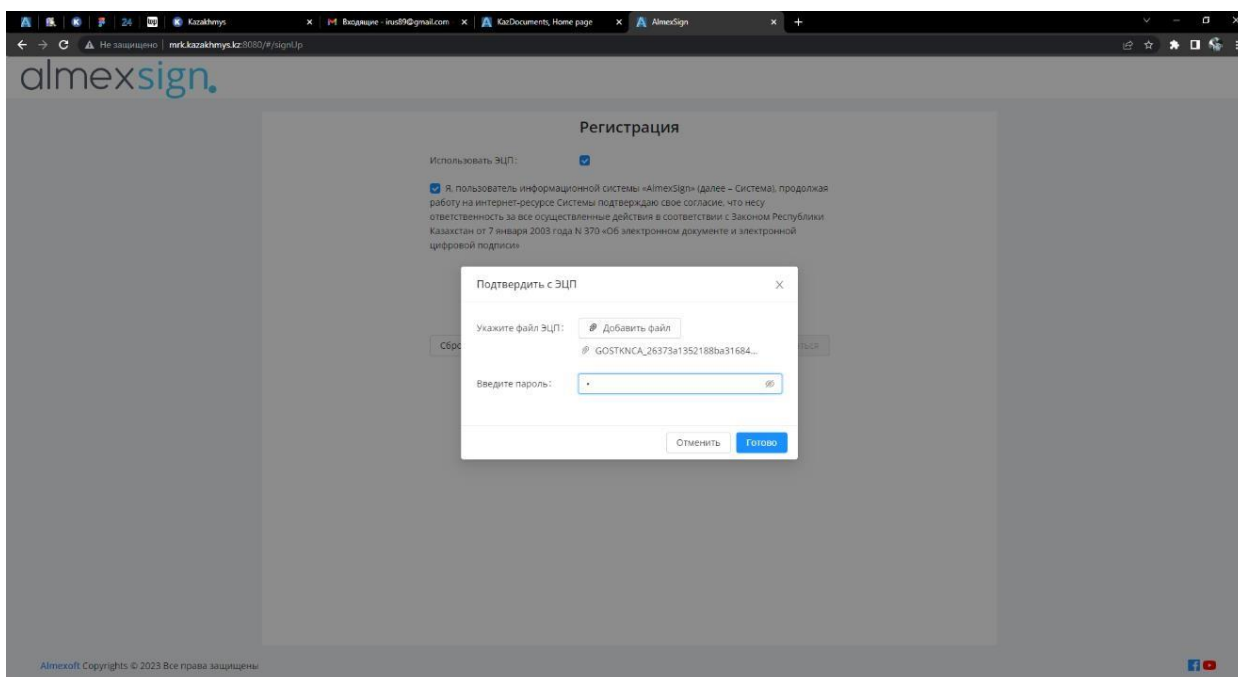 24
Kazakhmys
Входящие - irus89@gmail.com
KazDocuments, Home page
AlmexSign
Не защищено | mrk.kazakhmys.kz:8080/#/signUp
almexsign.
Регистрация
Использовать ЭЦП:
Я, пользователь информационной системы «AlmexSign» (далее – Система), продолжая
работу на интернет-ресурсе Системы подтверждаю свое согласие, что несу
ответственность за все осуществленные действия в соответствии с Законом Республики
Казахстан от 7 января 2003 года N 370 «Об электронном документе и электронной
цифровой подписи»
Подтвердить с ЭЦП
Укажите файл ЭЦП:
Добавить файл
GOSTKNCA_26373a1352188ba31684...
Сбро
ться
Введите пароль:
Отменить
Готово
Almexoft Copyrights © 2023 Все права защищены